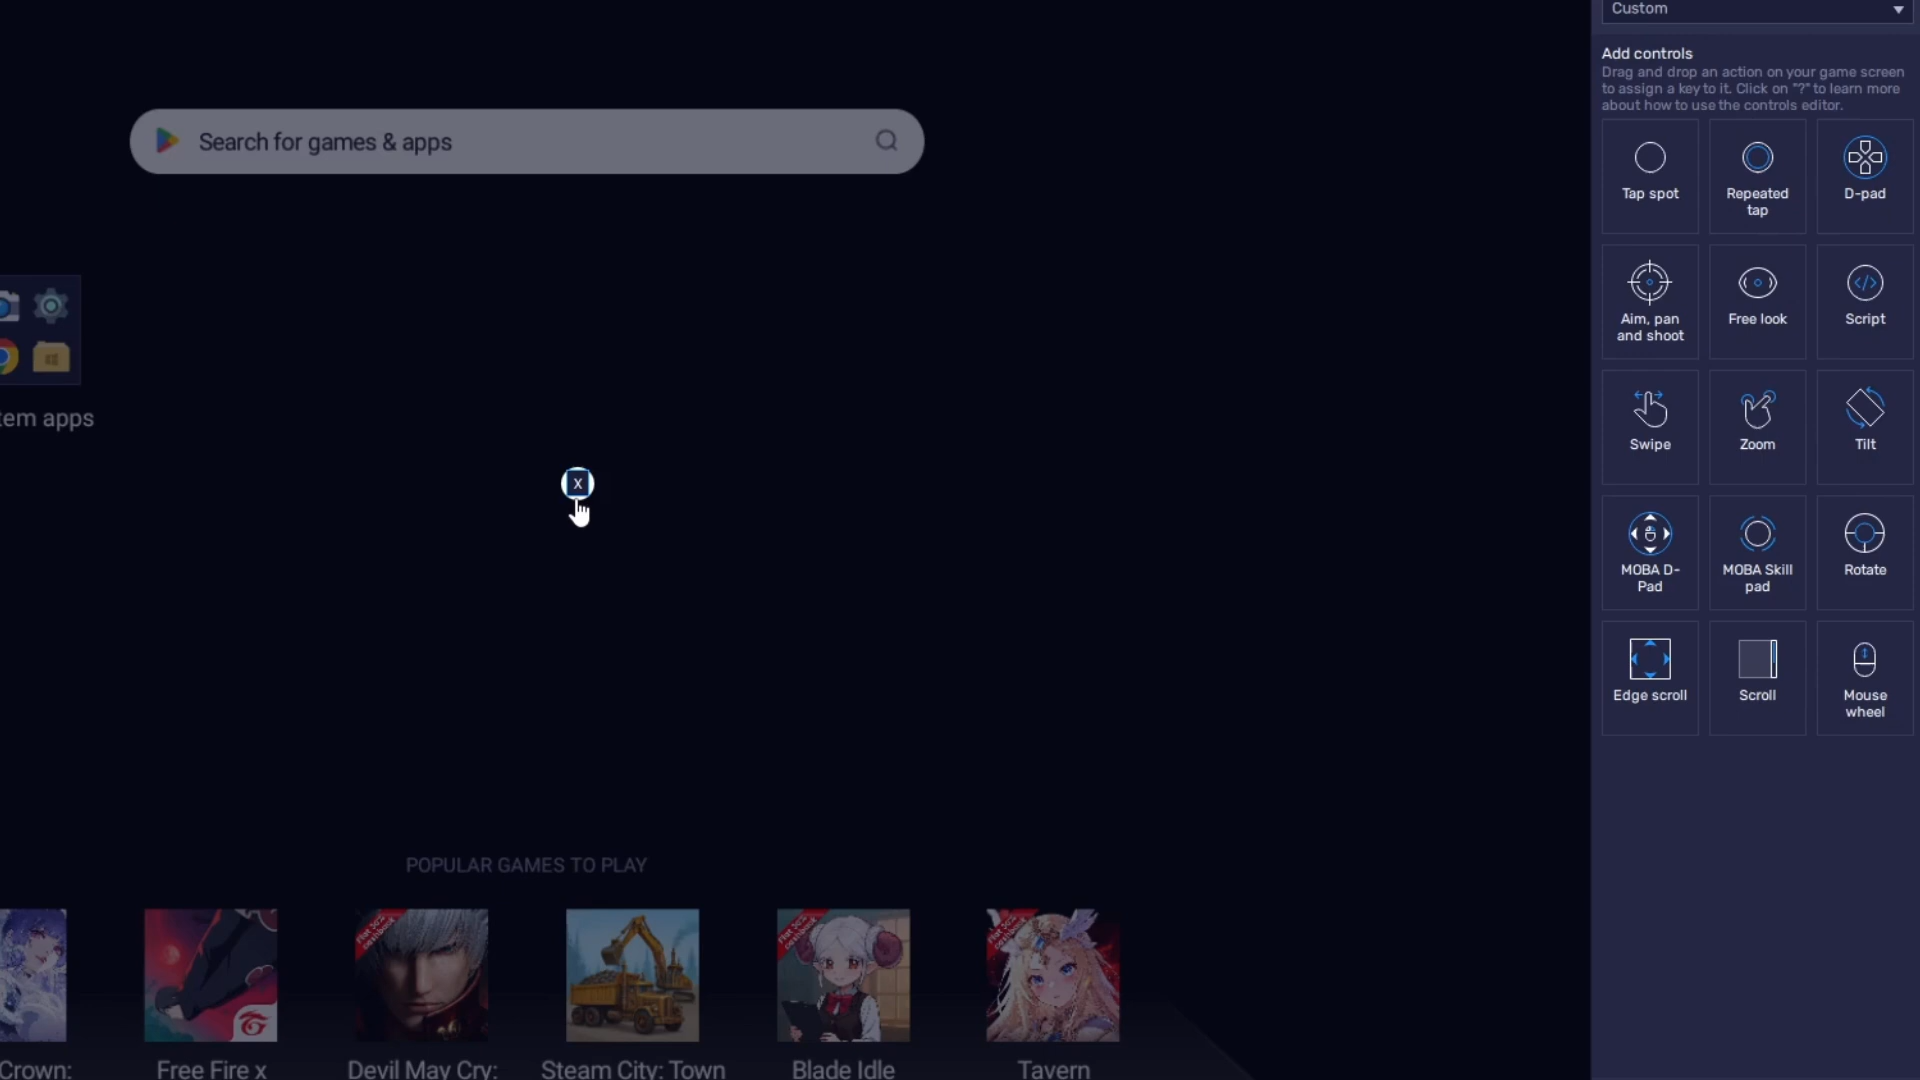 Custom
Add controls
Drag and drop an action on your game screen
to assign a key to it. Click on "?" to learn more
about how to use the controls editor.
Search for games & apps
Tap spot
Repeated
tap
D-pad
Aim, pan
and shoot
Free look
Script
tem apps
Swipe
Zoom
Tilt
X
MOBA D-
Pad
MOBA Skill
pad
Rotate
Edge scroll
Scroll
Mouse
wheel
POPULAR GAMES TO PLAY
Crown:
Free Fire x
Devil May Cry:
Steam City: Town
Blade Idle
Tavern